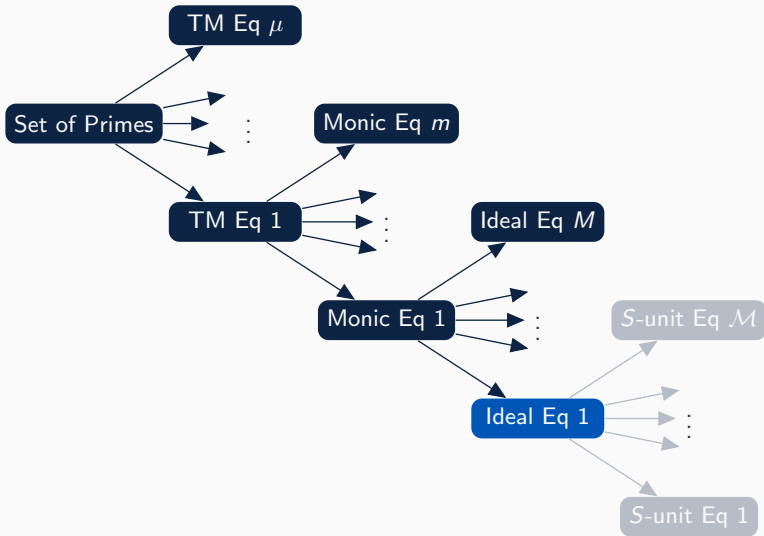 TM Eq μ
Set of Primes
⋮
Monic Eq m
TM Eq 1
⋮
Ideal Eq M
Monic Eq 1
⋮
S-unit Eq ℳ
Ideal Eq 1
⋮
S-unit Eq 1